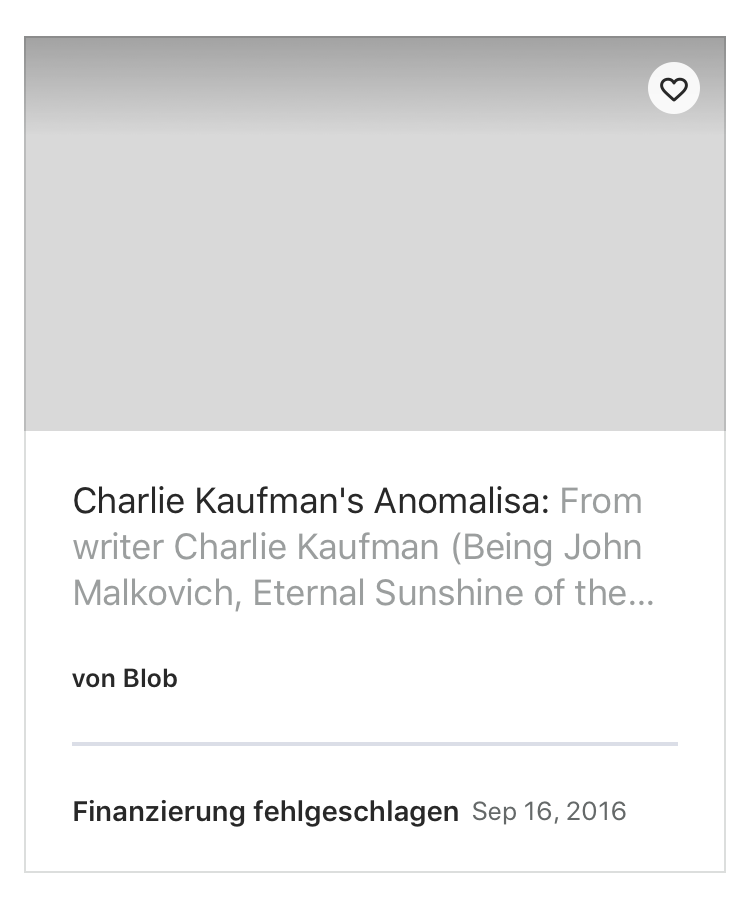 Charlie Kaufman's Anomalisa: From
writer Charlie Kaufman (Being John
Malkovich, Eternal Sunshine of the...
von Blob
Finanzierung fehlgeschlagen Sep 16, 2016